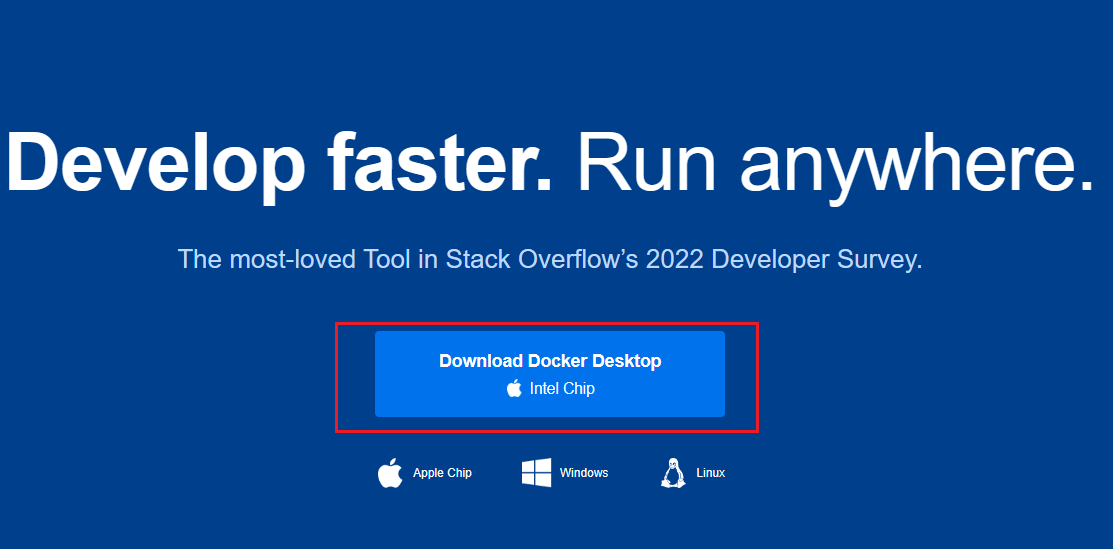 Develop faster. Run anywhere.
The most-loved Tool in Stack Overflow’s 2022 Developer Survey.
Download Docker Desktop
Intel Chip
Apple Chip
Windows
Linux